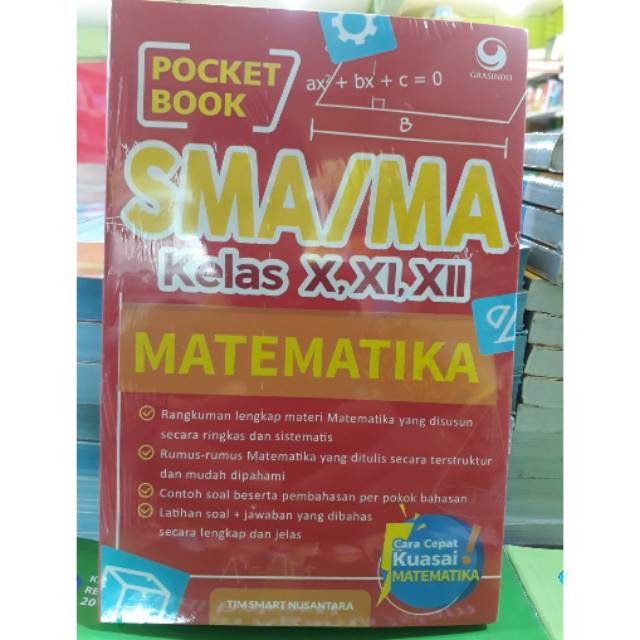 POCKET
BOOK
GRASINDO
ax² + bx + c = 0
B
SMA/MA
Kelas X, XI, XII
MATEMATIKA
Rangkuman lengkap materi Matematika yang disusun
secara ringkas dan sistematis
Rumus-rumus Matematika yang ditulis secara terstruktur
dan mudah dipahami
Contoh soal beserta pembahasan per pokok bahasan
Latihan soal + jawaban yang dibahas
secara lengkap dan jelas
Cara Cepat
Kuasai !
MATEMATIKA
TIM SMART NUSANTARA
20